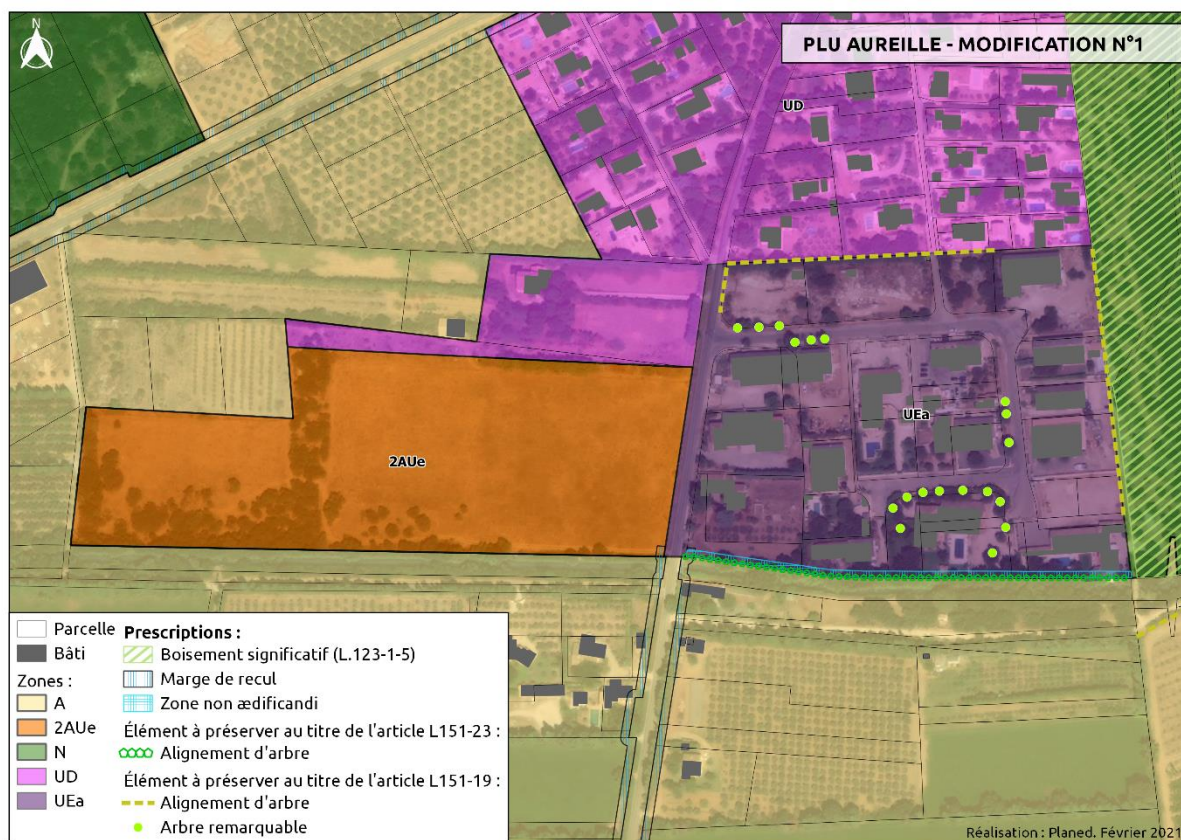 N
PLU AUREILLE - MODIFICATION N°1
UD
UEa
2AUe
Parcelle
Bâti
Zones :
A
2AUe
N
UD
UEa
Prescriptions :
Boisement significatif (L.123-1-5)
Marge de recul
Zone non ædificandi
Élément à préserver au titre de l'article L151-23 :
Alignement d'arbre
Élément à préserver au titre de l'article L151-19 :
Alignement d'arbre
Arbre remarquable
Réalisation : Planed. Février 2021